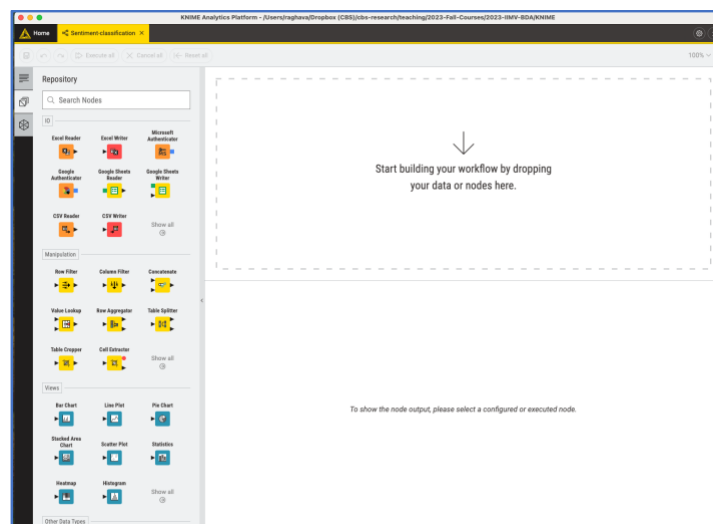 KNIME Analytics Platform - /Users/raghava/Dropbox (CBS)/cbs-research/teaching/2023-Fall-Courses/2023-IIMV-BDA/KNIME
Home
Sentiment-classification
Execute all
Cancel all
Reset all
100%
Repository
Search Nodes
IO
Excel Reader
Excel Writer
Microsoft
Authenticator
Google
Authenticator
Google Sheets
Reader
Google Sheets
Writer
CSV Reader
CSV Writer
Show all
Manipulation
Row Filter
Column Filter
Concatenate
Value Lookup
Row Aggregator
Table Splitter
Table Cropper
Cell Extractor
Show all
Views
Bar Chart
Line Plot
Pie Chart
Stacked Area
Chart
Scatter Plot
Statistics
Heatmap
Histogram
Show all
Other Data Types
Start building your workflow by dropping
your data or nodes here.
To show the node output, please select a configured or executed node.